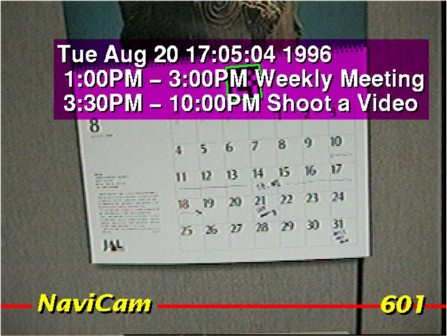 Tue Aug 20 17:05:04 1996
1:00PM – 3:00PM Weekly Meeting
3:30PM – 10:00PM Shoot a Video
8
4 5 6 7 8 9 10
11 12 13 14 15 16 17
18 19 20 21 22 23 24
25 26 27 28 29 30 31
JAL
NaviCam 601